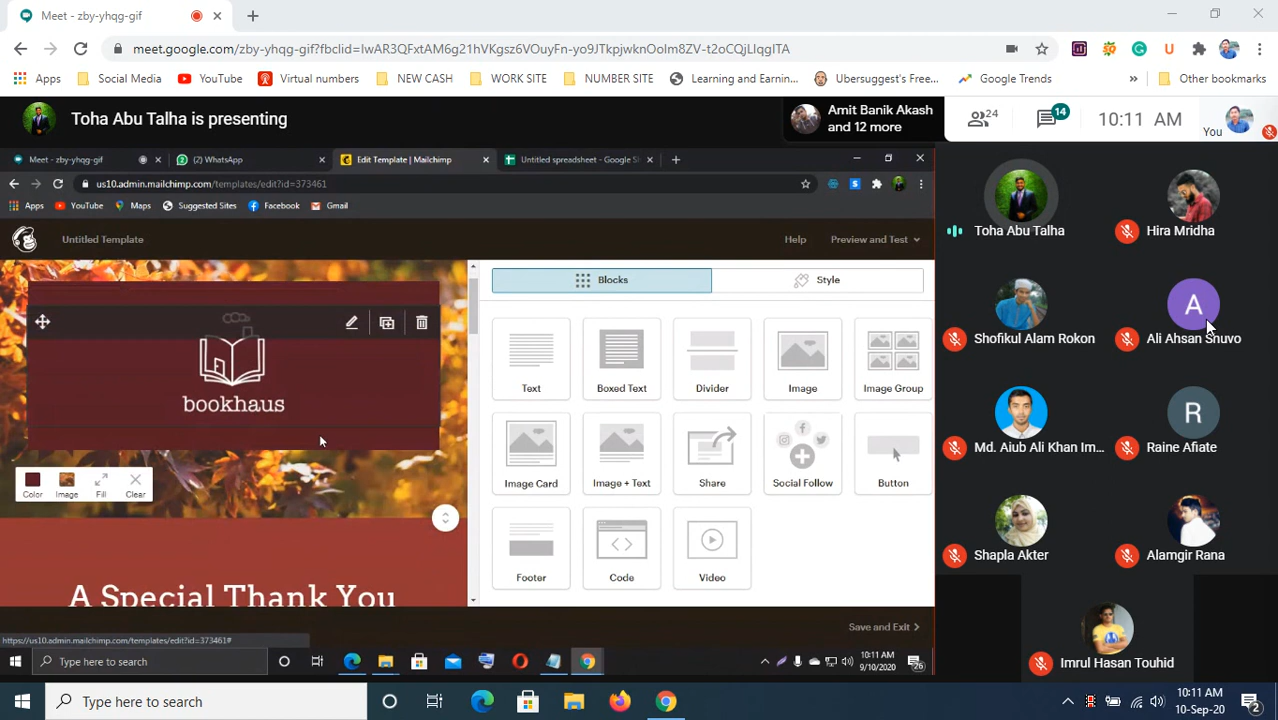 Meet - zby-yhqg-gif
meet.google.com/zby-yhqg-gif?fbclid=IwAR3QFxtAM6g21hVKgsz6VOuyFn-yo9JTkpjwknOolm8ZV-t2oCQjLIqgITA
Apps Social Media YouTube Virtual numbers NEW CASH WORK SITE NUMBER SITE Learning and Earnin... Ubersuggest's Free... Google Trends » Other bookmarks
Toha Abu Talha is presenting
Amit Banik Akash
and 12 more
24 14 10:11 AM You
Meet - zby-yhqg-gif (2) WhatsApp Edit Template | Mailchimp Untitled spreadsheet - Google Sh
us10.admin.mailchimp.com/templates/edit?id=373461
Apps YouTube Maps Suggested Sites Facebook Gmail
Untitled Template Help Preview and Test
Blocks Style
bookhaus
Color Image Fill Clear
A Special Thank You
Text Boxed Text Divider Image Image Group
Image Card Image + Text Share Social Follow Button
Footer Code Video
Save and Exit
https://us10.admin.mailchimp.com/templates/edit?id=373461#
Type here to search
10:11 AM
9/10/2020
26
Toha Abu Talha Hira Mridha
A
Shofikul Alam Rokon Ali Ahsan Shuvo
R
Md. Aiub Ali Khan Im... Raine Afiate
Shapla Akter Alamgir Rana
Imrul Hasan Touhid
Type here to search
10:11 AM
10-Sep-20
2